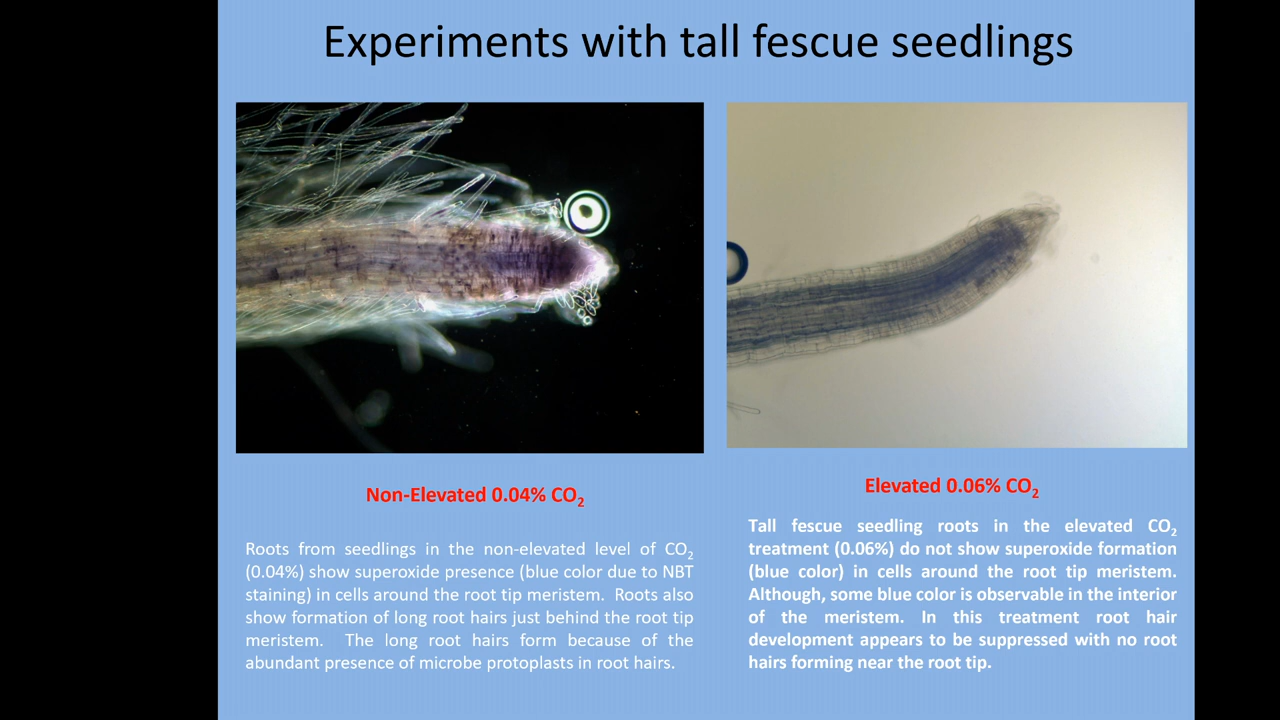 Experiments with tall fescue seedlings
Non-Elevated 0.04% CO₂
Roots from seedlings in the non-elevated level of CO₂
(0.04%) show superoxide presence (blue color due to NBT
staining) in cells around the root tip meristem. Roots also
show formation of long root hairs just behind the root tip
meristem. The long root hairs form because of the
abundant presence of microbe protoplasts in root hairs.
Elevated 0.06% CO₂
Tall fescue seedling roots in the elevated CO₂
treatment (0.06%) do not show superoxide formation
(blue color) in cells around the root tip meristem.
Although, some blue color is observable in the interior
of the meristem. In this treatment root hair
development appears to be suppressed with no root
hairs forming near the root tip.